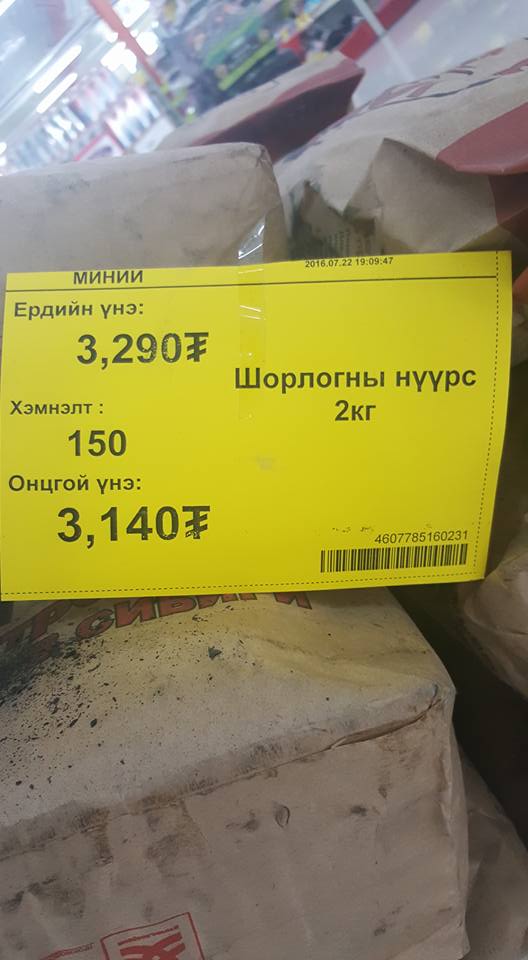 МИНИЙ
2016.07.22 19:09:47
Ердийн үнэ:
3,290₮
Шорлогны нүүрс
2кг
Хэмнэлт :
150
Онцгой үнэ:
3,140₮
4607785160231
СИБИРИ